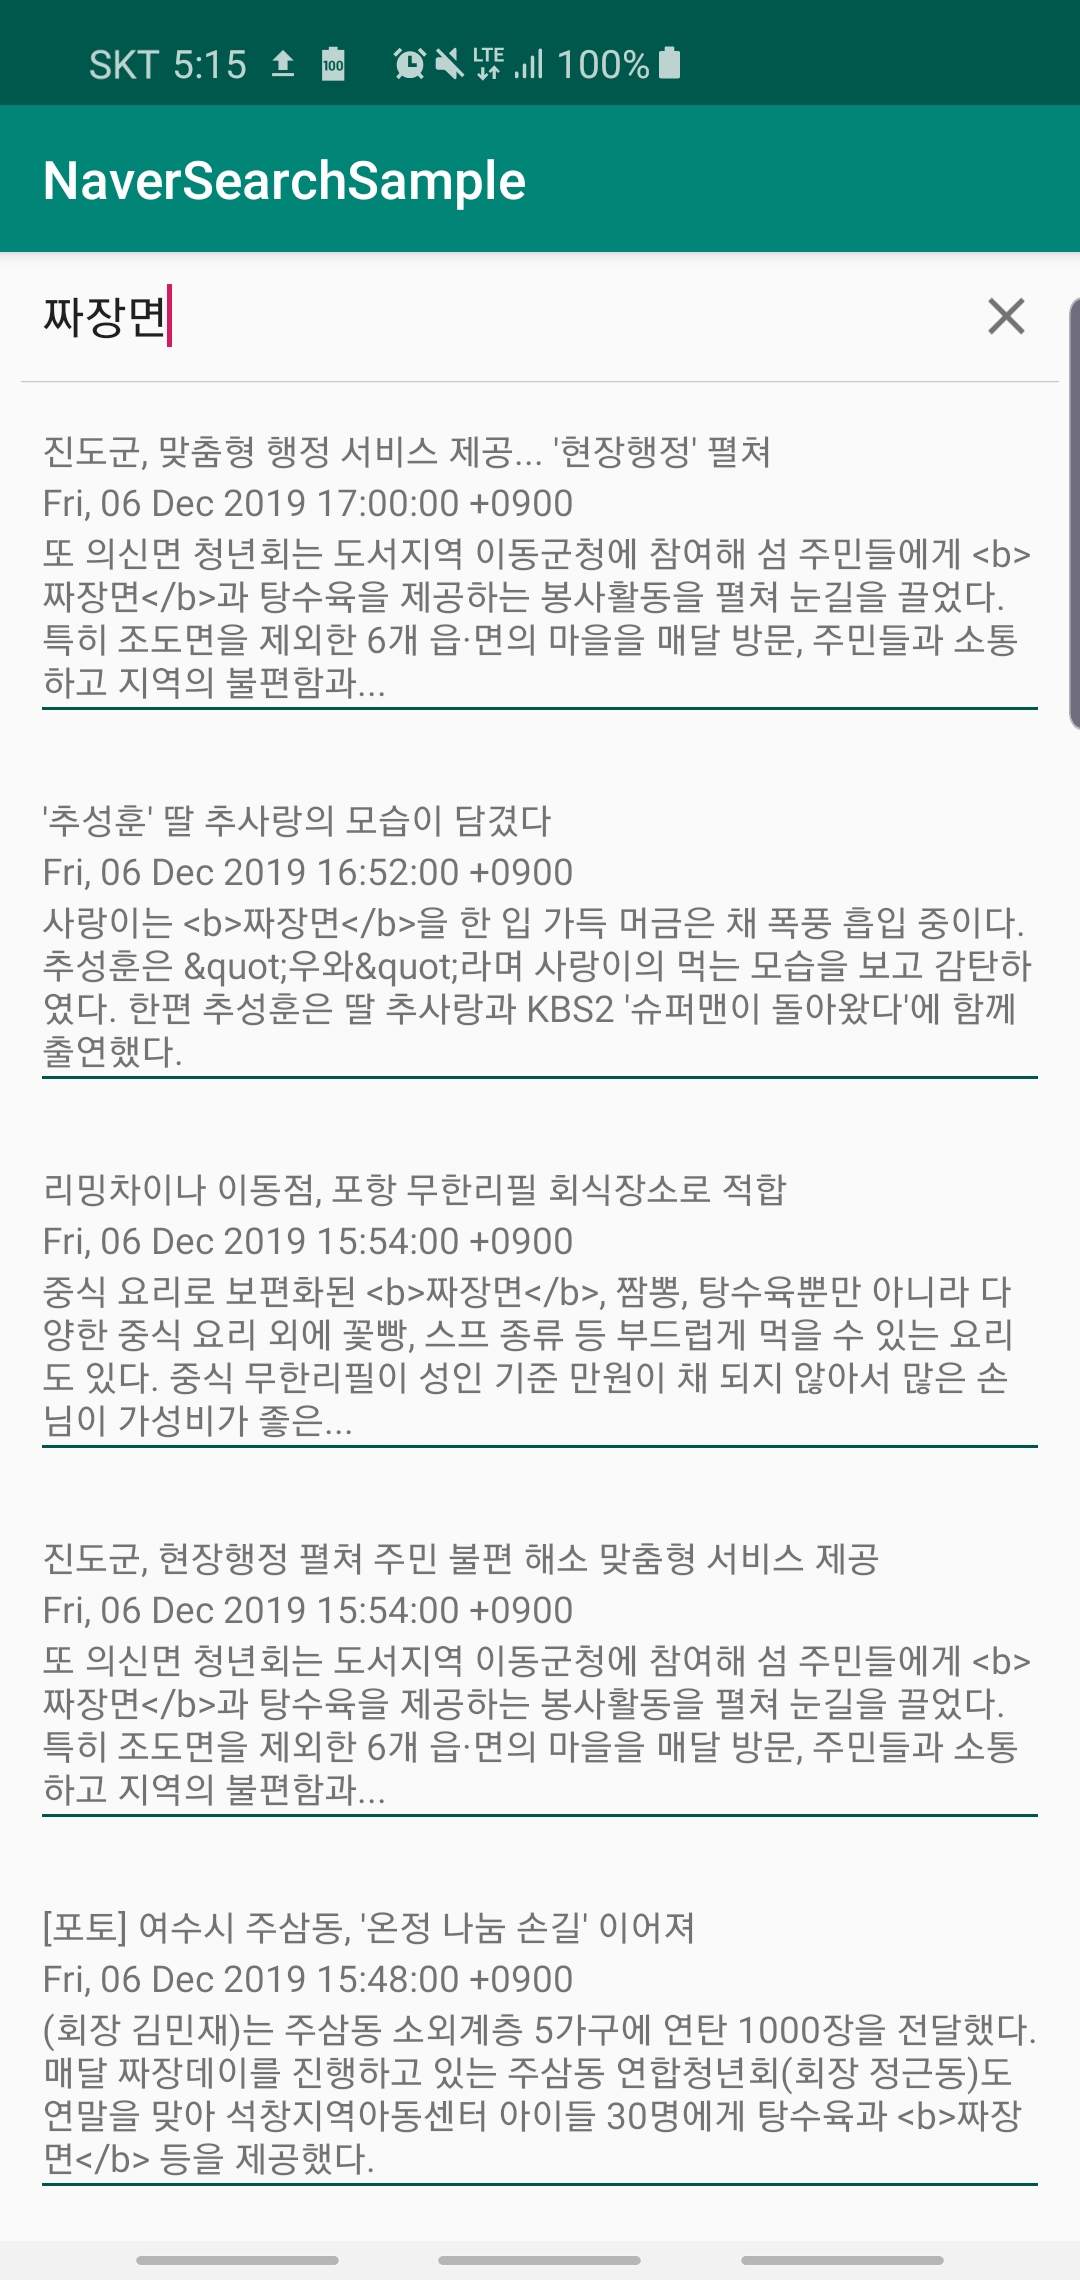 SKT 5:15 100 LTE 100%
NaverSearchSample
짜장면
진도군, 맞춤형 행정 서비스 제공... '현장행정' 펼쳐
Fri, 06 Dec 2019 17:00:00 +0900
또 의신면 청년회는 도서지역 이동군청에 참여해 섬 주민들에게 <b>
짜장면</b>과 탕수육을 제공하는 봉사활동을 펼쳐 눈길을 끌었다.
특히 조도면을 제외한 6개 읍·면의 마을을 매달 방문, 주민들과 소통
하고 지역의 불편함과...
'추성훈' 딸 추사랑의 모습이 담겼다
Fri, 06 Dec 2019 16:52:00 +0900
사랑이는 <b>짜장면</b>을 한 입 가득 머금은 채 폭풍 흡입 중이다.
추성훈은 &quot;우와&quot;라며 사랑이의 먹는 모습을 보고 감탄하
였다. 한편 추성훈은 딸 추사랑과 KBS2 '슈퍼맨이 돌아왔다'에 함께
출연했다.
리밍차이나 이동점, 포항 무한리필 회식장소로 적합
Fri, 06 Dec 2019 15:54:00 +0900
중식 요리로 보편화된 <b>짜장면</b>, 짬뽕, 탕수육뿐만 아니라 다
양한 중식 요리 외에 꽃빵, 스프 종류 등 부드럽게 먹을 수 있는 요리
도 있다. 중식 무한리필이 성인 기준 만원이 채 되지 않아서 많은 손
님이 가성비가 좋은...
진도군, 현장행정 펼쳐 주민 불편 해소 맞춤형 서비스 제공
Fri, 06 Dec 2019 15:54:00 +0900
또 의신면 청년회는 도서지역 이동군청에 참여해 섬 주민들에게 <b>
짜장면</b>과 탕수육을 제공하는 봉사활동을 펼쳐 눈길을 끌었다.
특히 조도면을 제외한 6개 읍·면의 마을을 매달 방문, 주민들과 소통
하고 지역의 불편함과...
[포토] 여수시 주삼동, '온정 나눔 손길' 이어져
Fri, 06 Dec 2019 15:48:00 +0900
(회장 김민재)는 주삼동 소외계층 5가구에 연탄 1000장을 전달했다.
매달 짜장데이를 진행하고 있는 주삼동 연합청년회(회장 정근동)도
연말을 맞아 석창지역아동센터 아이들 30명에게 탕수육과 <b>짜장
면</b> 등을 제공했다.